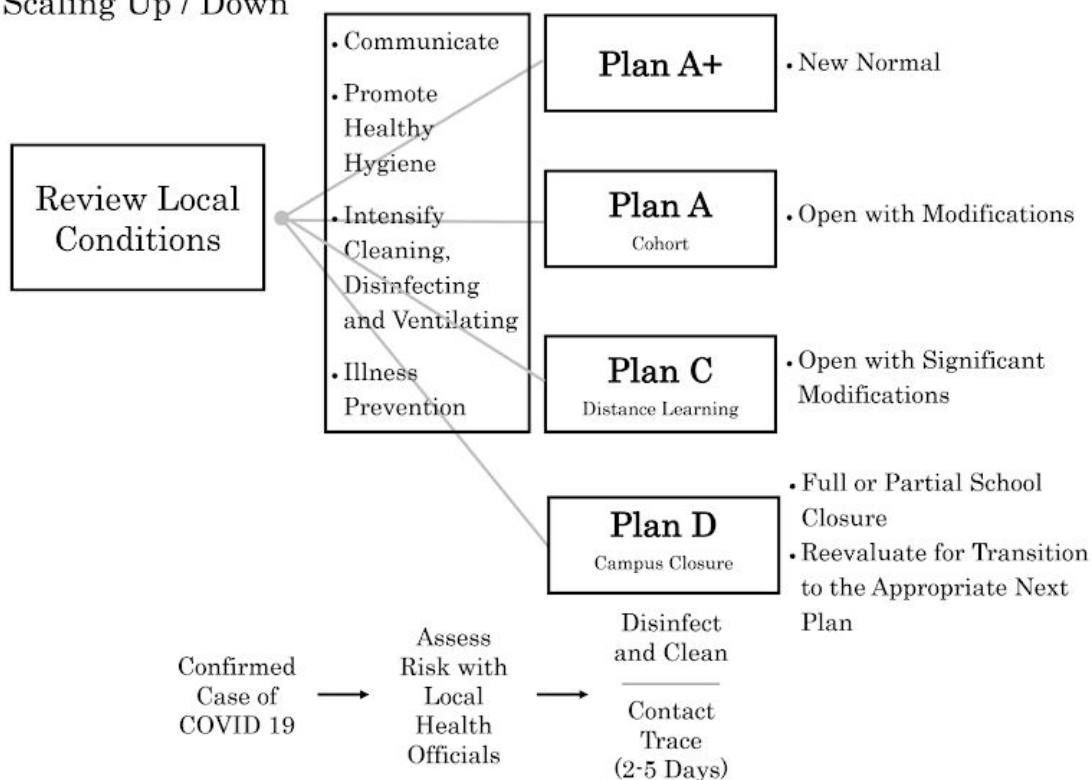 Scaling Up / Down
Review Local
Conditions
• Communicate
• Promote
Healthy
Hygiene
• Intensify
Cleaning,
Disinfecting
and Ventilating
• Illness
Prevention
Plan A+
• New Normal
Plan A
Cohort
• Open with Modifications
Plan C
Distance Learning
• Open with Significant
Modifications
Plan D
Campus Closure
• Full or Partial School
Closure
• Reevaluate for Transition
to the Appropriate Next
Plan
Confirmed
Case of
COVID 19
Assess
Risk with
Local
Health
Officials
Disinfect
and Clean
Contact
Trace
(2-5 Days)